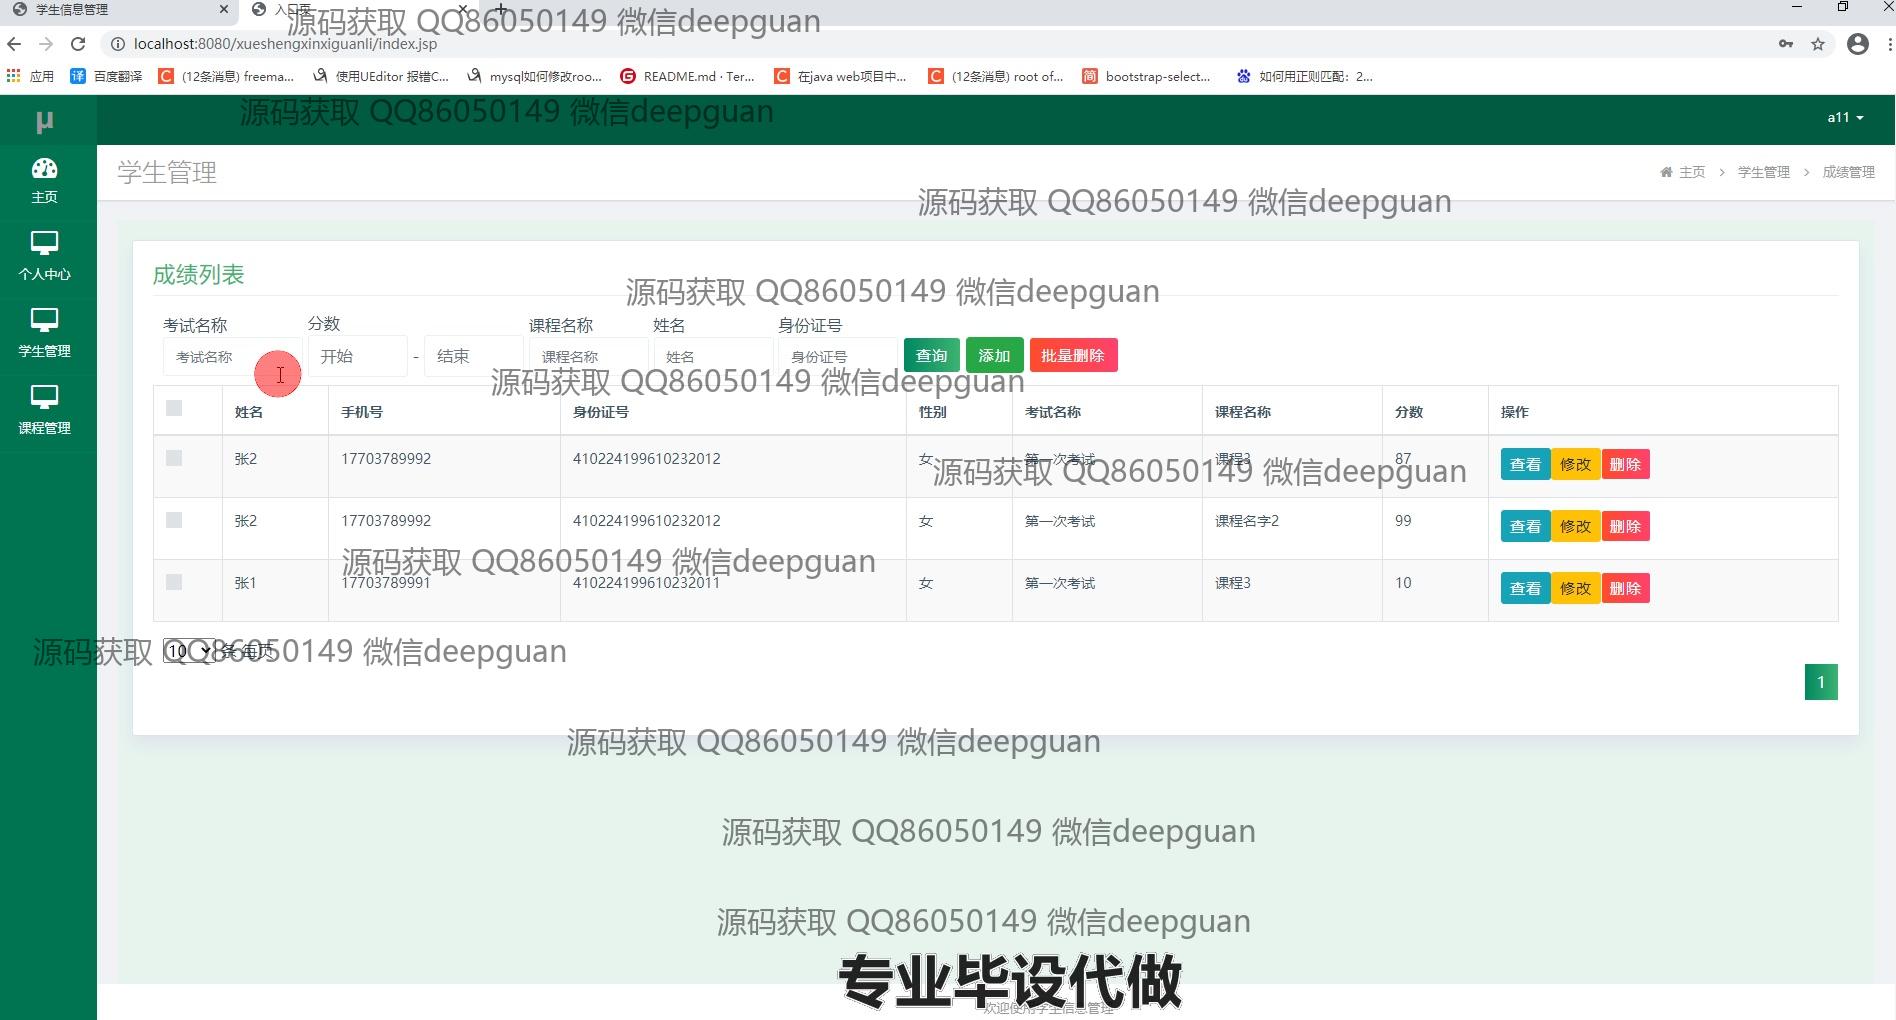 学生信息管理
入口页
源码获取 QQ86050149 微信deepguan
localhost:8080/xueshengxinxiguanli/index.jsp
应用
译 百度翻译
C (12条消息) freema...
使用UEditor 报错C...
mysql如何修改roo...
README.md · Ter...
C 在java web项目中...
C (12条消息) root of...
简 bootstrap-select...
如何用正则匹配：2...
源码获取 QQ86050149 微信deepguan
μ
a11
主页
个人中心
学生管理
课程管理
学生管理
主页 > 学生管理 > 成绩管理
源码获取 QQ86050149 微信deepguan
成绩列表
源码获取 QQ86050149 微信deepguan
考试名称 分数 课程名称 姓名 身份证号
考试名称 开始 - 结束 课程名称 姓名 身份证号 查询 添加 批量删除
源码获取 QQ86050149 微信deepguan
姓名 手机号 身份证号 性别 考试名称 课程名称 分数 操作
张2 17703789992 410224199610232012 女 第一次考试 课程3 87 查看 修改 删除
源码获取 QQ86050149 微信deepguan
张2 17703789992 410224199610232012 女 第一次考试 课程名字2 99 查看 修改 删除
源码获取 QQ86050149 微信deepguan
张1 17703789991 410224199610232011 女 第一次考试 课程3 10 查看 修改 删除
10 条 每页
源码获取 QQ86050149 微信deepguan
1
源码获取 QQ86050149 微信deepguan
源码获取 QQ86050149 微信deepguan
源码获取 QQ86050149 微信deepguan
专业毕设代做
欢迎使用学生信息管理